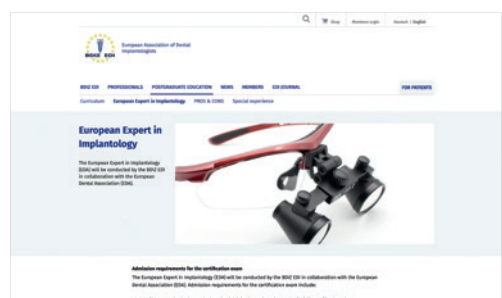 Shop Members Login Deutsch | English
BDIZ EDI
European Association of Dental
Implantologists
BDIZ EDI PROFESSIONALS POSTGRADUATE EDUCATION NEWS MEMBERS EDI JOURNAL FOR PATIENTS
Curriculum European Expert in Implantology PROS & CONS Special experience
European Expert in
Implantology
The European Expert in Implantology
(EDA) will be conducted by the BDIZ EDI
in collaboration with the European
Dental Association (EDA).
Admission requirements for the certification exam
The European Expert in Implantology (EDA) will be conducted by the BDIZ EDI in collaboration with the European
Dental Association (EDA). Admission requirements for the certification exam include: